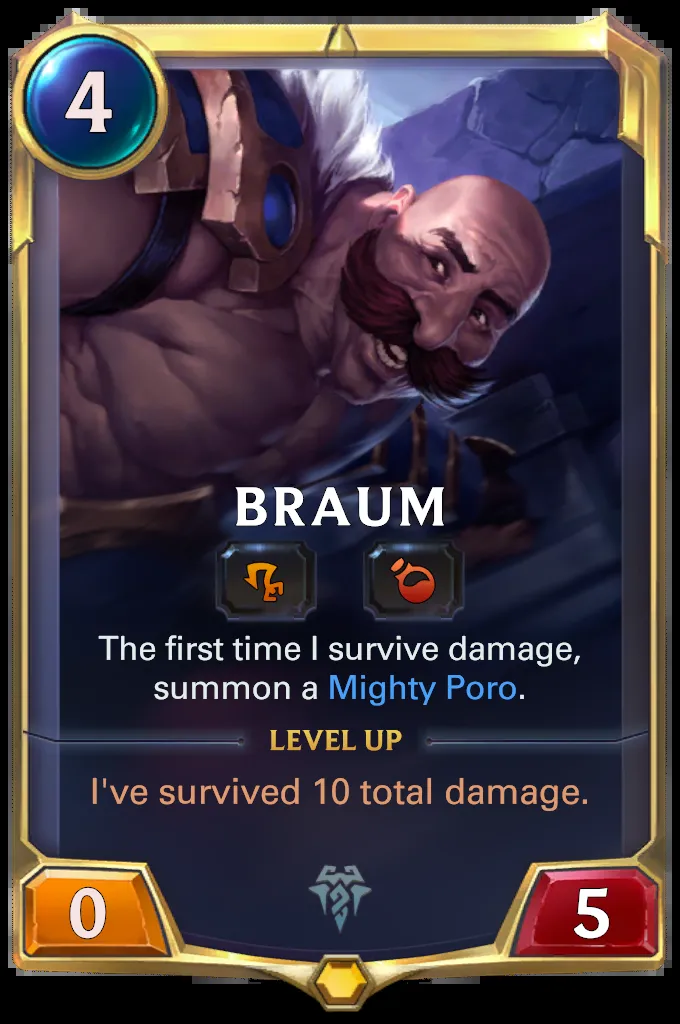 4
BRAUM
The first time I survive damage,
summon a Mighty Poro.
LEVEL UP
I've survived 10 total damage.
0
5